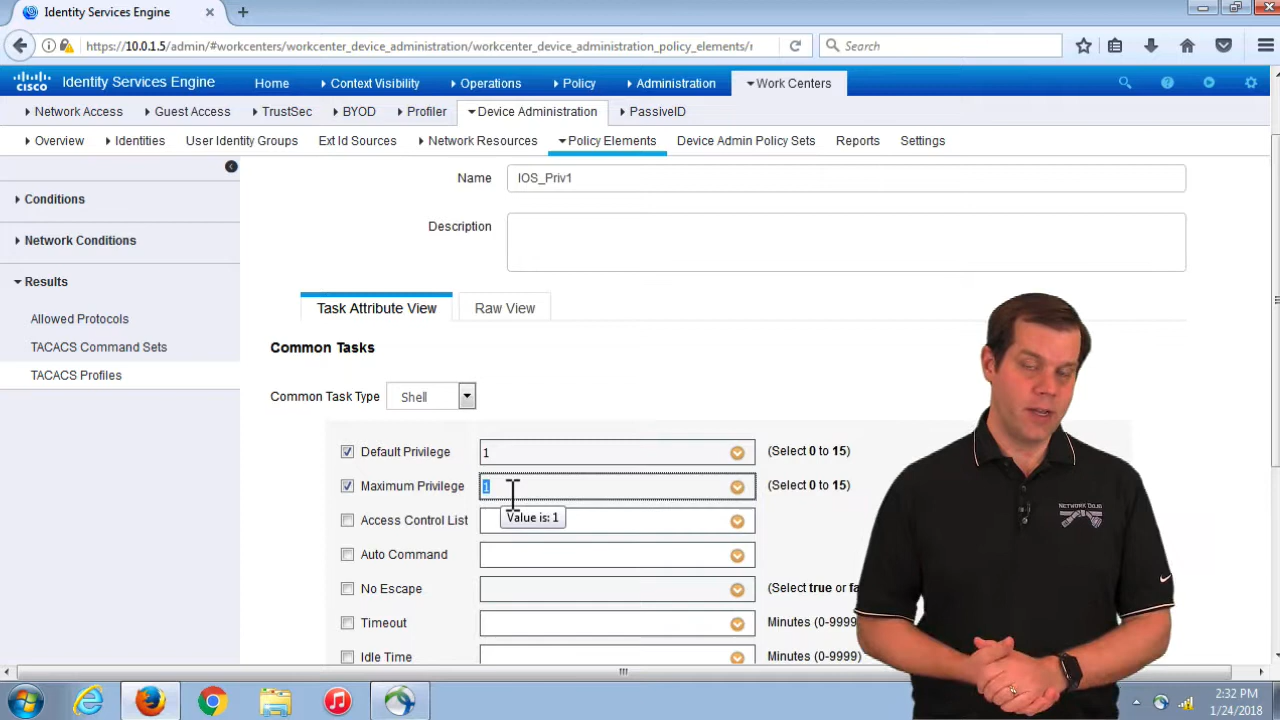 Identity Services Engine
https://10.0.1.5/admin/#workcenters/workcenter_device_administration/workcenter_device_administration_policy_elements/
Search
CISCO
Identity Services Engine
Home
Context Visibility
Operations
Policy
Administration
Work Centers
Network Access
Guest Access
TrustSec
BYOD
Profiler
Device Administration
PassiveID
Overview
Identities
User Identity Groups
Ext Id Sources
Network Resources
Policy Elements
Device Admin Policy Sets
Reports
Settings
Conditions
Network Conditions
Results
Allowed Protocols
TACACS Command Sets
TACACS Profiles
Name IOS_Priv1
Description
Task Attribute View
Raw View
Common Tasks
Common Task Type Shell
Default Privilege 1 (Select 0 to 15)
Maximum Privilege 1 (Select 0 to 15)
Value is: 1
Access Control List
Auto Command
No Escape (Select true or fa
Timeout Minutes (0-9999)
Idle Time Minutes (0-9999)
NETWORK DOJO
2:32 PM
1/24/2018